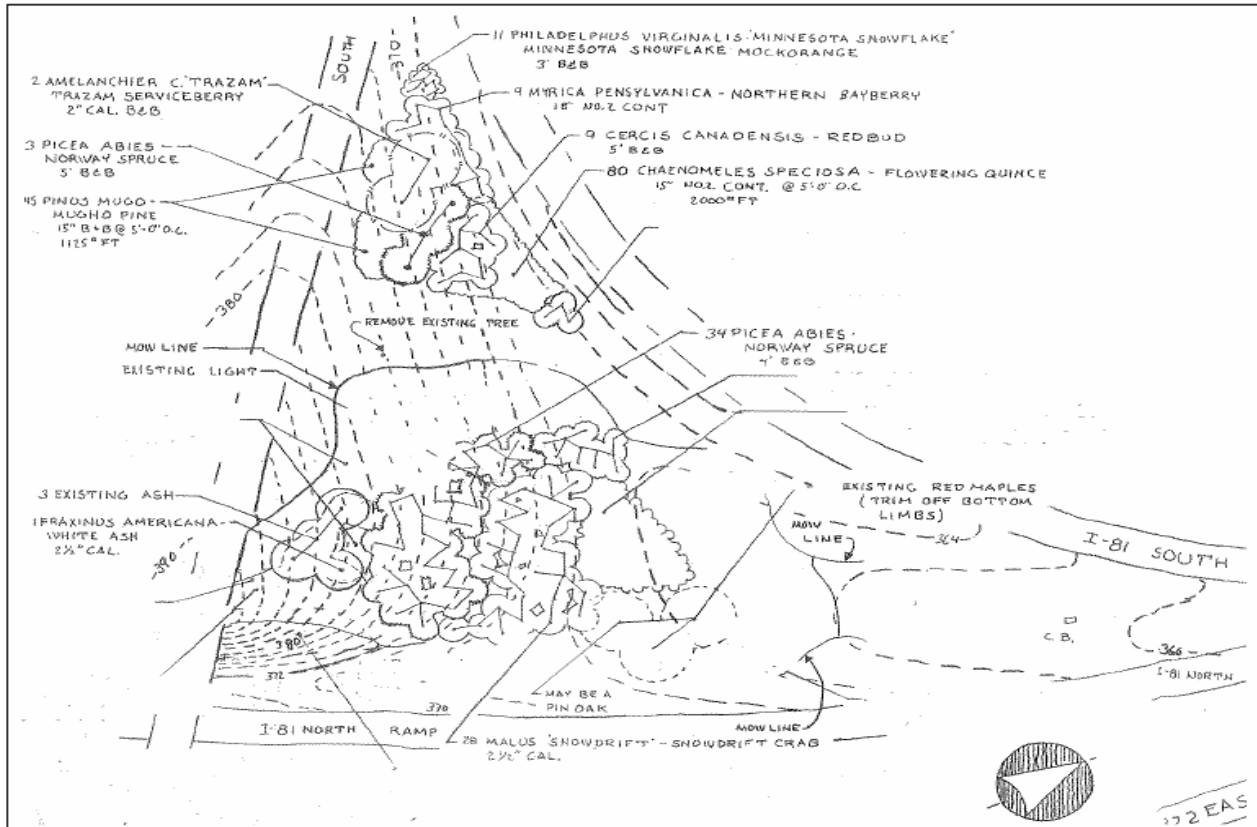 11 PHILADELPHUS VIRGINALIS 'MINNESOTA SNOWFLAKE'
MINNESOTA SNOWFLAKE MOCKORANGE
3' B&B
SOUTH
370
2 AMELANCHIER C. 'TRAZAM'
TRAZAM SERVICEBERRY
2" CAL. B&B
9 MYRICA PENSYLVANICA - NORTHERN BAYBERRY
18" NO.2 CONT
3 PICEA ABIES
NORWAY SPRUCE
5' B&B
9 CERCIS CANADENSIS - REDBUD
5' B&B
80 CHAENOMELES SPECIOSA - FLOWERING QUINCE
15" NO.2 CONT. @ 5'0" O.C
2000 FT
45 PINUS MUGO
MUGHO PINE
15" B+B @ 5'-0" O.C.
1125 FT
380
REMOVE EXISTING TREE
34 PICEA ABIES
NORWAY SPRUCE
4' B&B
MOW LINE
EXISTING LIGHT
3 EXISTING ASH
1 FRAXINUS AMERICANA
WHITE ASH
2½" CAL.
EXISTING RED MAPLES
(TRIM OFF BOTTOM
LIMBS)
MOW
LINE
364
I-81 SOUTH
390
380
372
C.B.
366
I-81 NORTH
370
MAY BE A
PIN OAK
I-81 NORTH RAMP
MOW LINE
28 MALUS 'SNOWDRIFT' - SNOWDRIFT CRAB
2½" CAL.